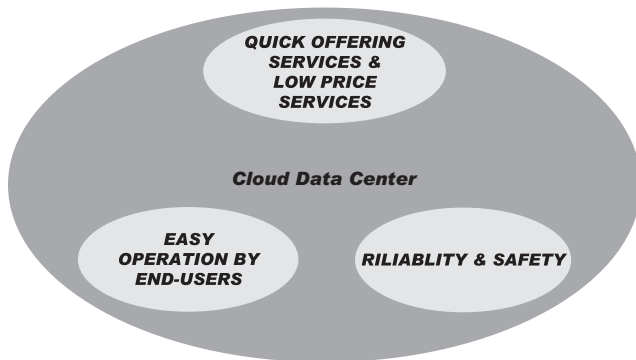 QUICK OFFERING
SERVICES &
LOW PRICE
SERVICES
Cloud Data Center
EASY
OPERATION BY
END-USERS
RILIABLITY & SAFETY